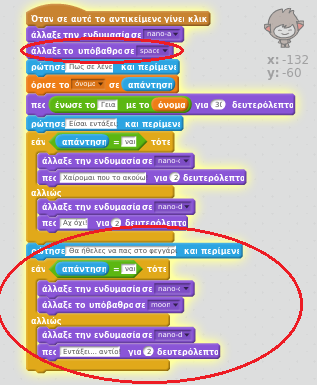 Όταν σε αυτό το αντικείμενο γίνει κλικ
άλλαξε την ενδυμασία σε nano-a
άλλαξε το υπόβαθρο σε space
ρώτησε Πώς σε λένε και περίμενε
όρισε το όνομα σε απάντηση
πες ένωσε το Γεια με το όνομα για δευτερόλεπτα
ρώτησε Είσαι εντάξει και περίμενε
εάν απάντηση = ναι τότε
άλλαξε την ενδυμασία σε nano-c
πες Χαίρομαι που το ακούω για 2 δευτερόλεπτα
αλλιώς
άλλαξε την ενδυμασία σε nano-d
πες Αχ όχι! για 2 δευτερόλεπτα
ρώτησε Θα ήθελες να πας στο φεγγάρι και περίμενε
εάν απάντηση = ναι τότε
άλλαξε την ενδυμασία σε nano-c
άλλαξε το υπόβαθρο σε moon
αλλιώς
άλλαξε την ενδυμασία σε nano-d
πες Εντάξει... αντίο για 2 δευτερόλεπτα
x: -132
y: -60